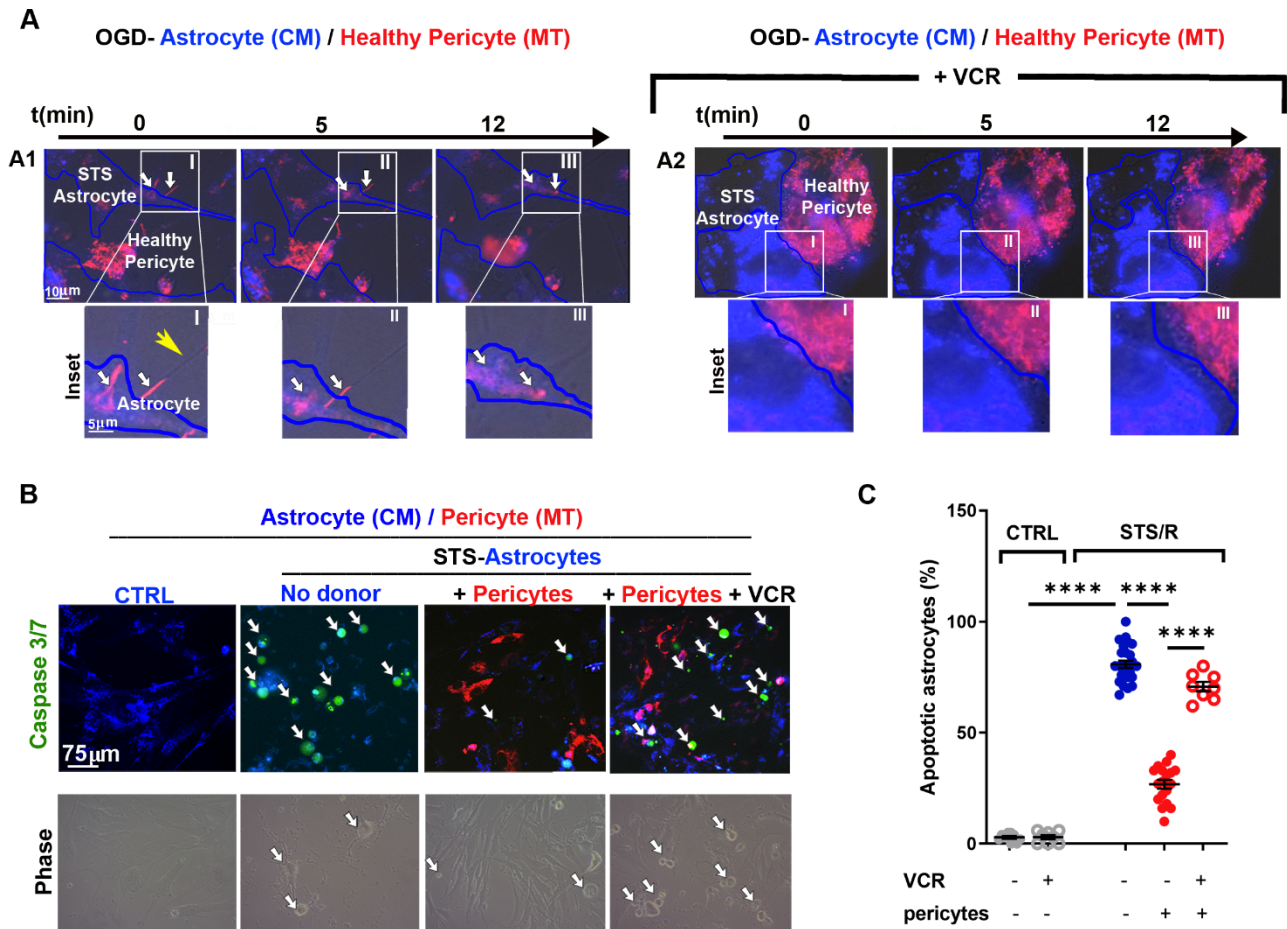 A
OGD- Astrocyte (CM) / Healthy Pericyte (MT)
t(min) 0 5 12
A1
STS
Astrocyte
Healthy
Pericyte
10μm
I
II
III
Inset
I
II
III
Astrocyte
5μm
OGD- Astrocyte (CM) / Healthy Pericyte (MT)
+ VCR
t(min) 0 5 12
A2
STS
Astrocyte
Healthy
Pericyte
I
II
III
Inset
I
II
III
B
Astrocyte (CM) / Pericyte (MT)
STS-Astrocytes
CTRL No donor + Pericytes + Pericytes + VCR
Caspase 3/7
75μm
Phase
C
Apoptotic astrocytes (%)
150
100
50
0
CTRL STS/R
**** ****
****
VCR - + - - +
pericytes - - - + +